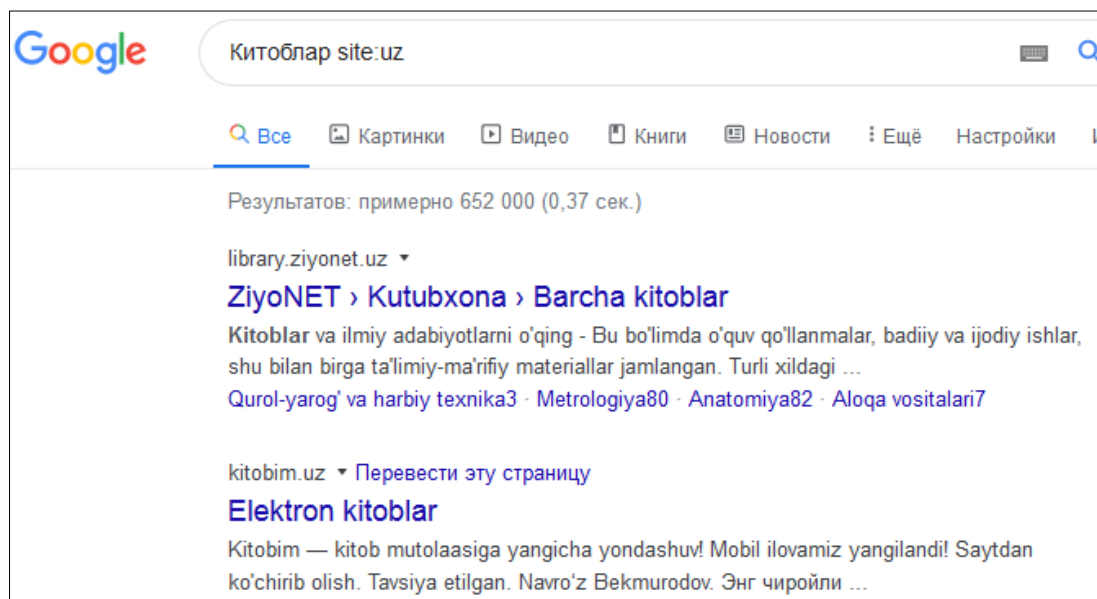 Google
Китоблар site:uz
Все Картинки Видео Книги Новости Ещё Настройки
Результатов: примерно 652 000 (0,37 сек.)
library.ziyonet.uz
ZiyoNET › Kutubxona › Barcha kitoblar
Kitoblar va ilmiy adabiyotlarni o'qing - Bu bo'limda o'quv qo'llanmalar, badiiy va ijodiy ishlar,
shu bilan birga ta'limiy-ma'rifiy materiallar jamlangan. Turli xildagi ...
Qurol-yarog' va harbiy texnika3 · Metrologiya80 · Anatomiya82 · Aloqa vositalari7
kitobim.uz Перевести эту страницу
Elektron kitoblar
Kitobim — kitob mutolaasiga yangicha yondashuv! Mobil ilovamiz yangilandi! Saytdan
ko'chirib olish. Tavsiya etilgan. Navro‘z Bekmurodov. Энг чиройли ...